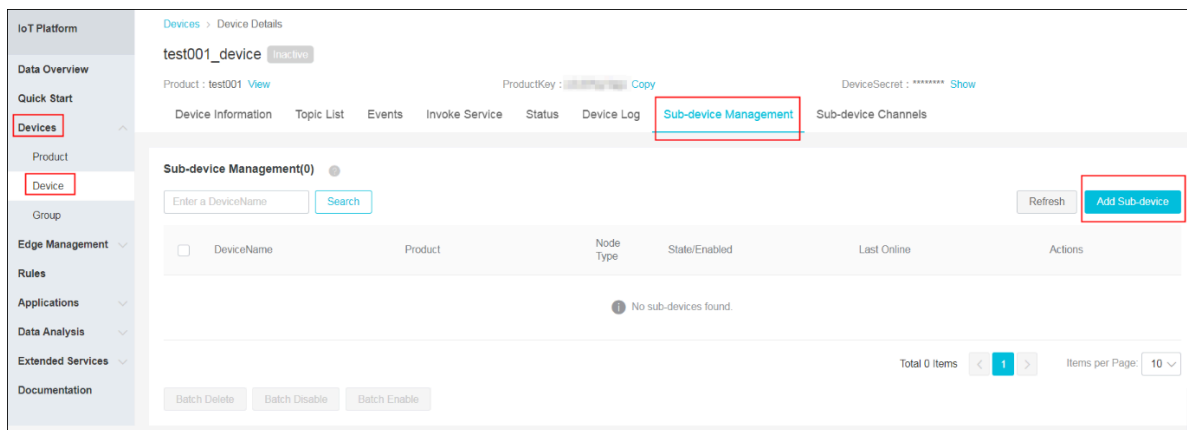 IoT Platform
Data Overview
Quick Start
Devices
Product
Device
Group
Edge Management
Rules
Applications
Data Analysis
Extended Services
Documentation
Devices > Device Details
test001_device Inactive
Product : test001 View ProductKey : Copy DeviceSecret : ******** Show
Device Information Topic List Events Invoke Service Status Device Log Sub-device Management Sub-device Channels
Sub-device Management(0)
Enter a DeviceName Search Refresh Add Sub-device
DeviceName Product Node Type State/Enabled Last Online Actions
No sub-devices found.
Total 0 Items < 1 > Items per Page: 10
Batch Delete Batch Disable Batch Enable